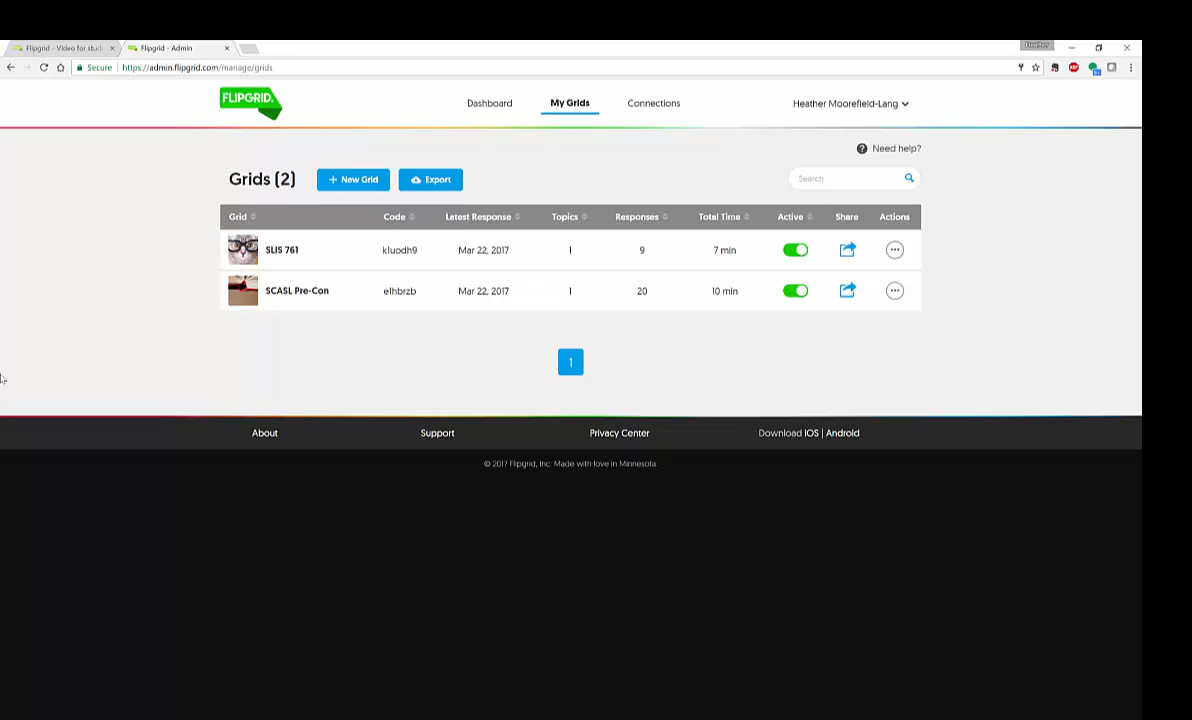 Flipgrid - Video for stud
Flipgrid - Admin
Heather
Secure
https://admin.flipgrid.com/manage/grids
FLIPGRID.
Dashboard
My Grids
Connections
Heather Moorefield-Lang
Need help?
Grids (2)
+ New Grid
Export
Search
Grid Code Latest Response Topics Responses Total Time Active Share Actions
SLIS 761 kluodh9 Mar 22, 2017 1 9 7 min
SCASL Pre-Con e1hbrzb Mar 22, 2017 1 20 10 min
1
About Support Privacy Center Download iOS | Android
© 2017 Flipgrid, Inc. Made with love in Minnesota.